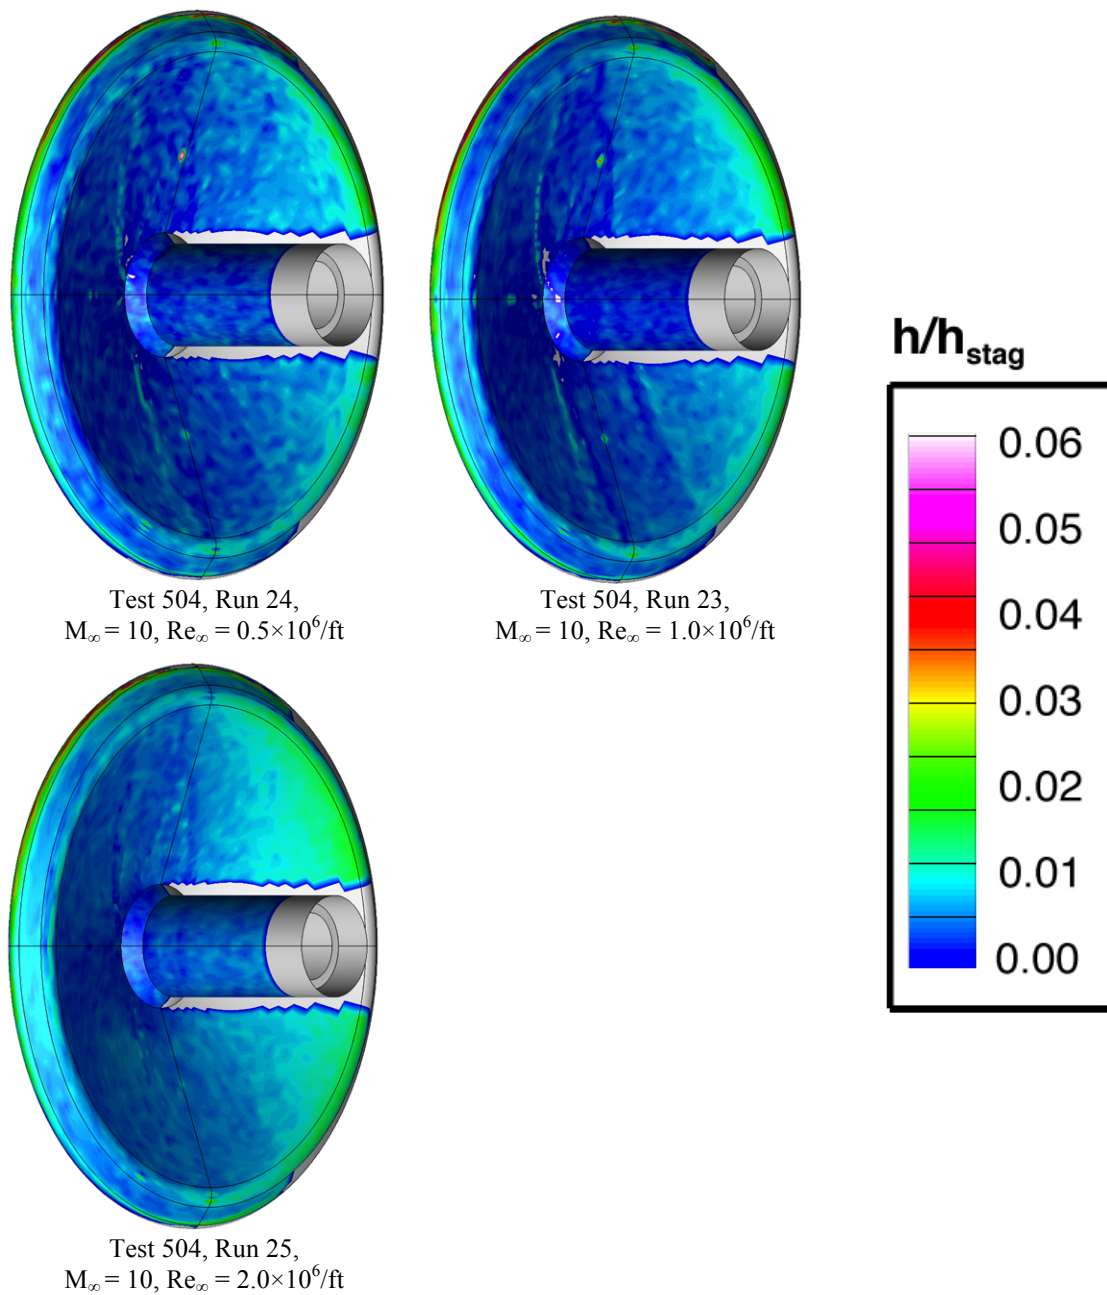 h/h_stag
0.06
0.05
0.04
0.03
0.02
0.01
0.00
Test 504, Run 24,
M∞ = 10, Re∞ = 0.5×10⁶/ft
Test 504, Run 23,
M∞ = 10, Re∞ = 1.0×10⁶/ft
Test 504, Run 25,
M∞ = 10, Re∞ = 2.0×10⁶/ft